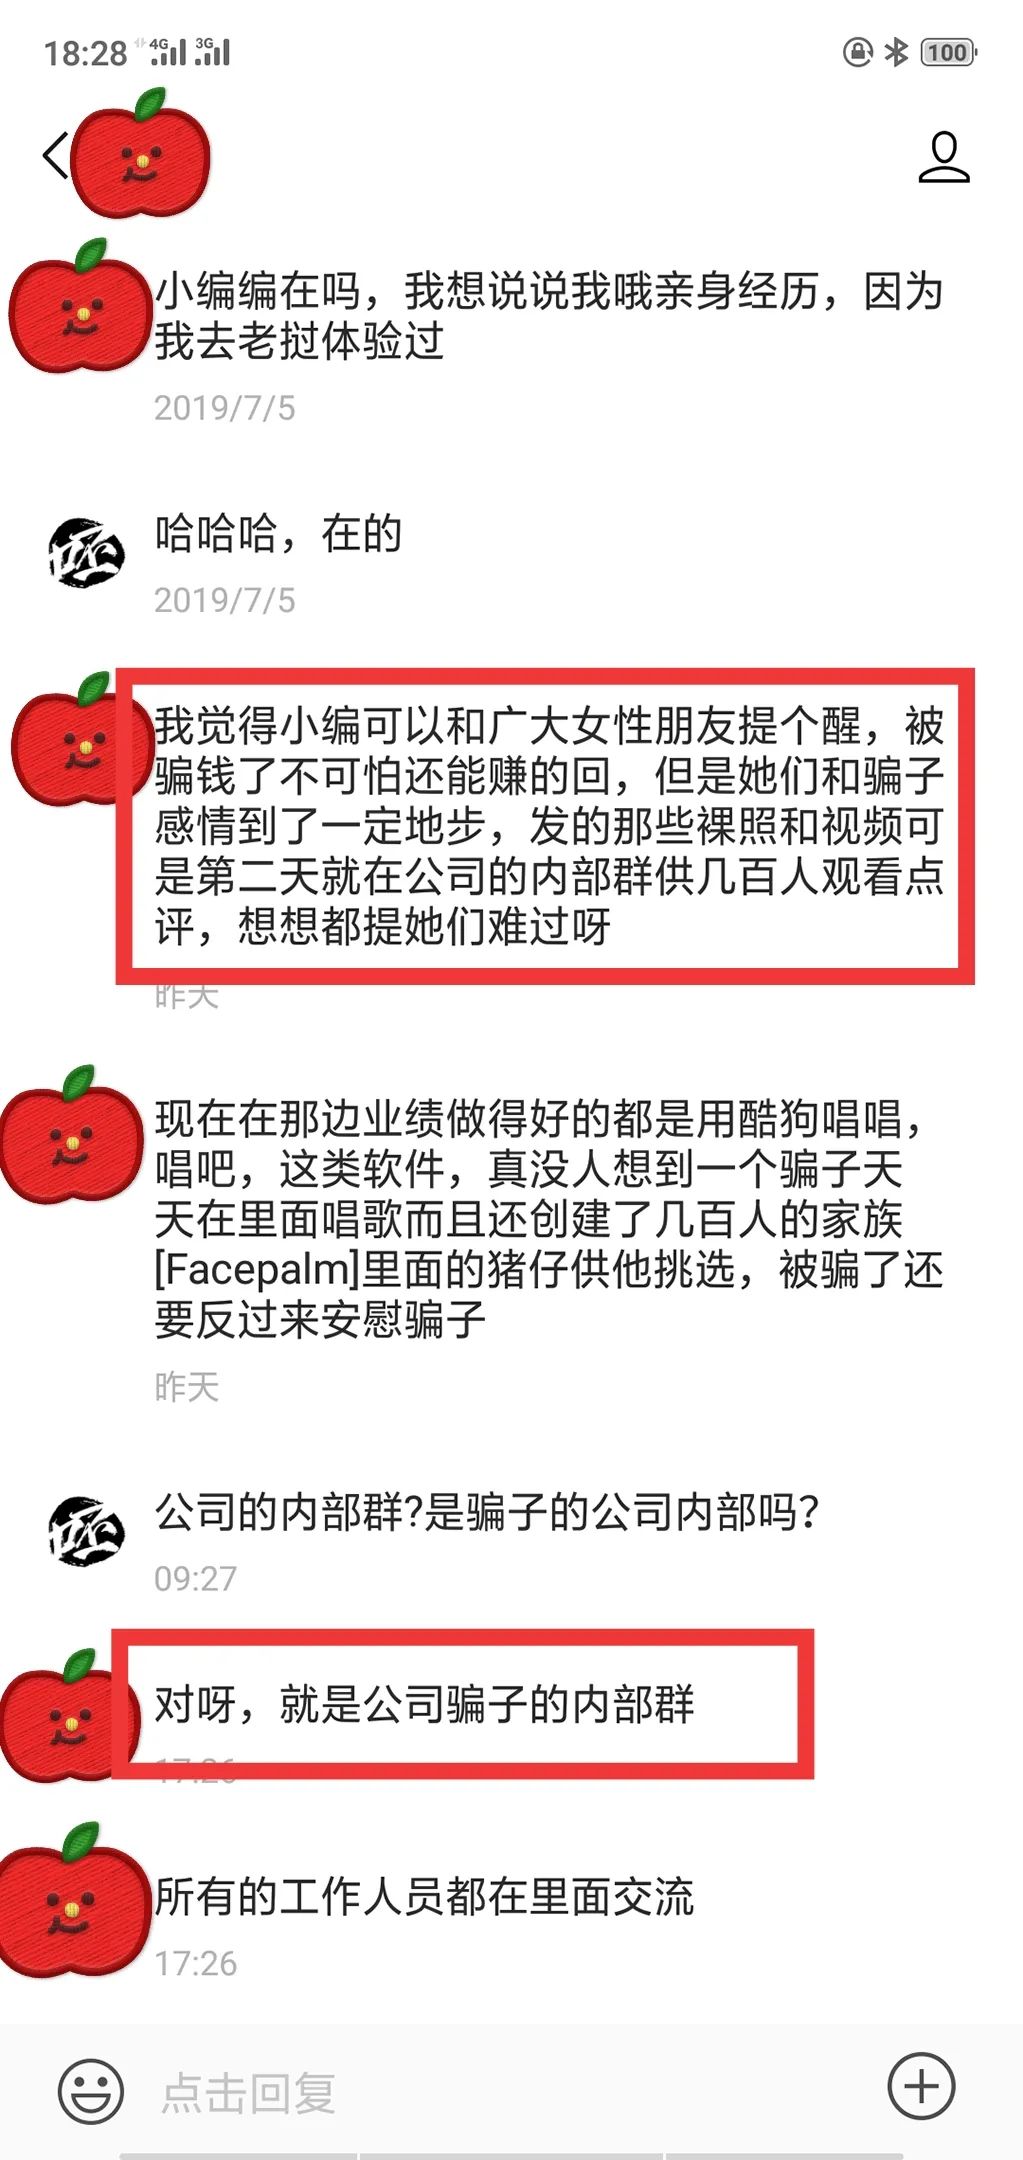 18:28 4G 3G 100
小编编在吗，我想说说我哦亲身经历，因为
我去老挝体验过
2019/7/5
哈哈哈，在的
2019/7/5
我觉得小编可以和广大女性朋友提个醒，被
骗钱了不可怕还能赚的回，但是她们和骗子
感情到了一定地步，发的那些裸照和视频可
是第二天就在公司的内部群供几百人观看点
评，想想都提她们难过呀
昨天
现在在那边业绩做得好的都是用酷狗唱唱，
唱吧，这类软件，真没人想到一个骗子天
天在里面唱歌而且还创建了几百人的家族
[Facepalm]里面的猪仔供他挑选，被骗了还
要反过来安慰骗子
昨天
公司的内部群?是骗子的公司内部吗？
09:27
对呀，就是公司骗子的内部群
17:26
所有的工作人员都在里面交流
17:26
点击回复